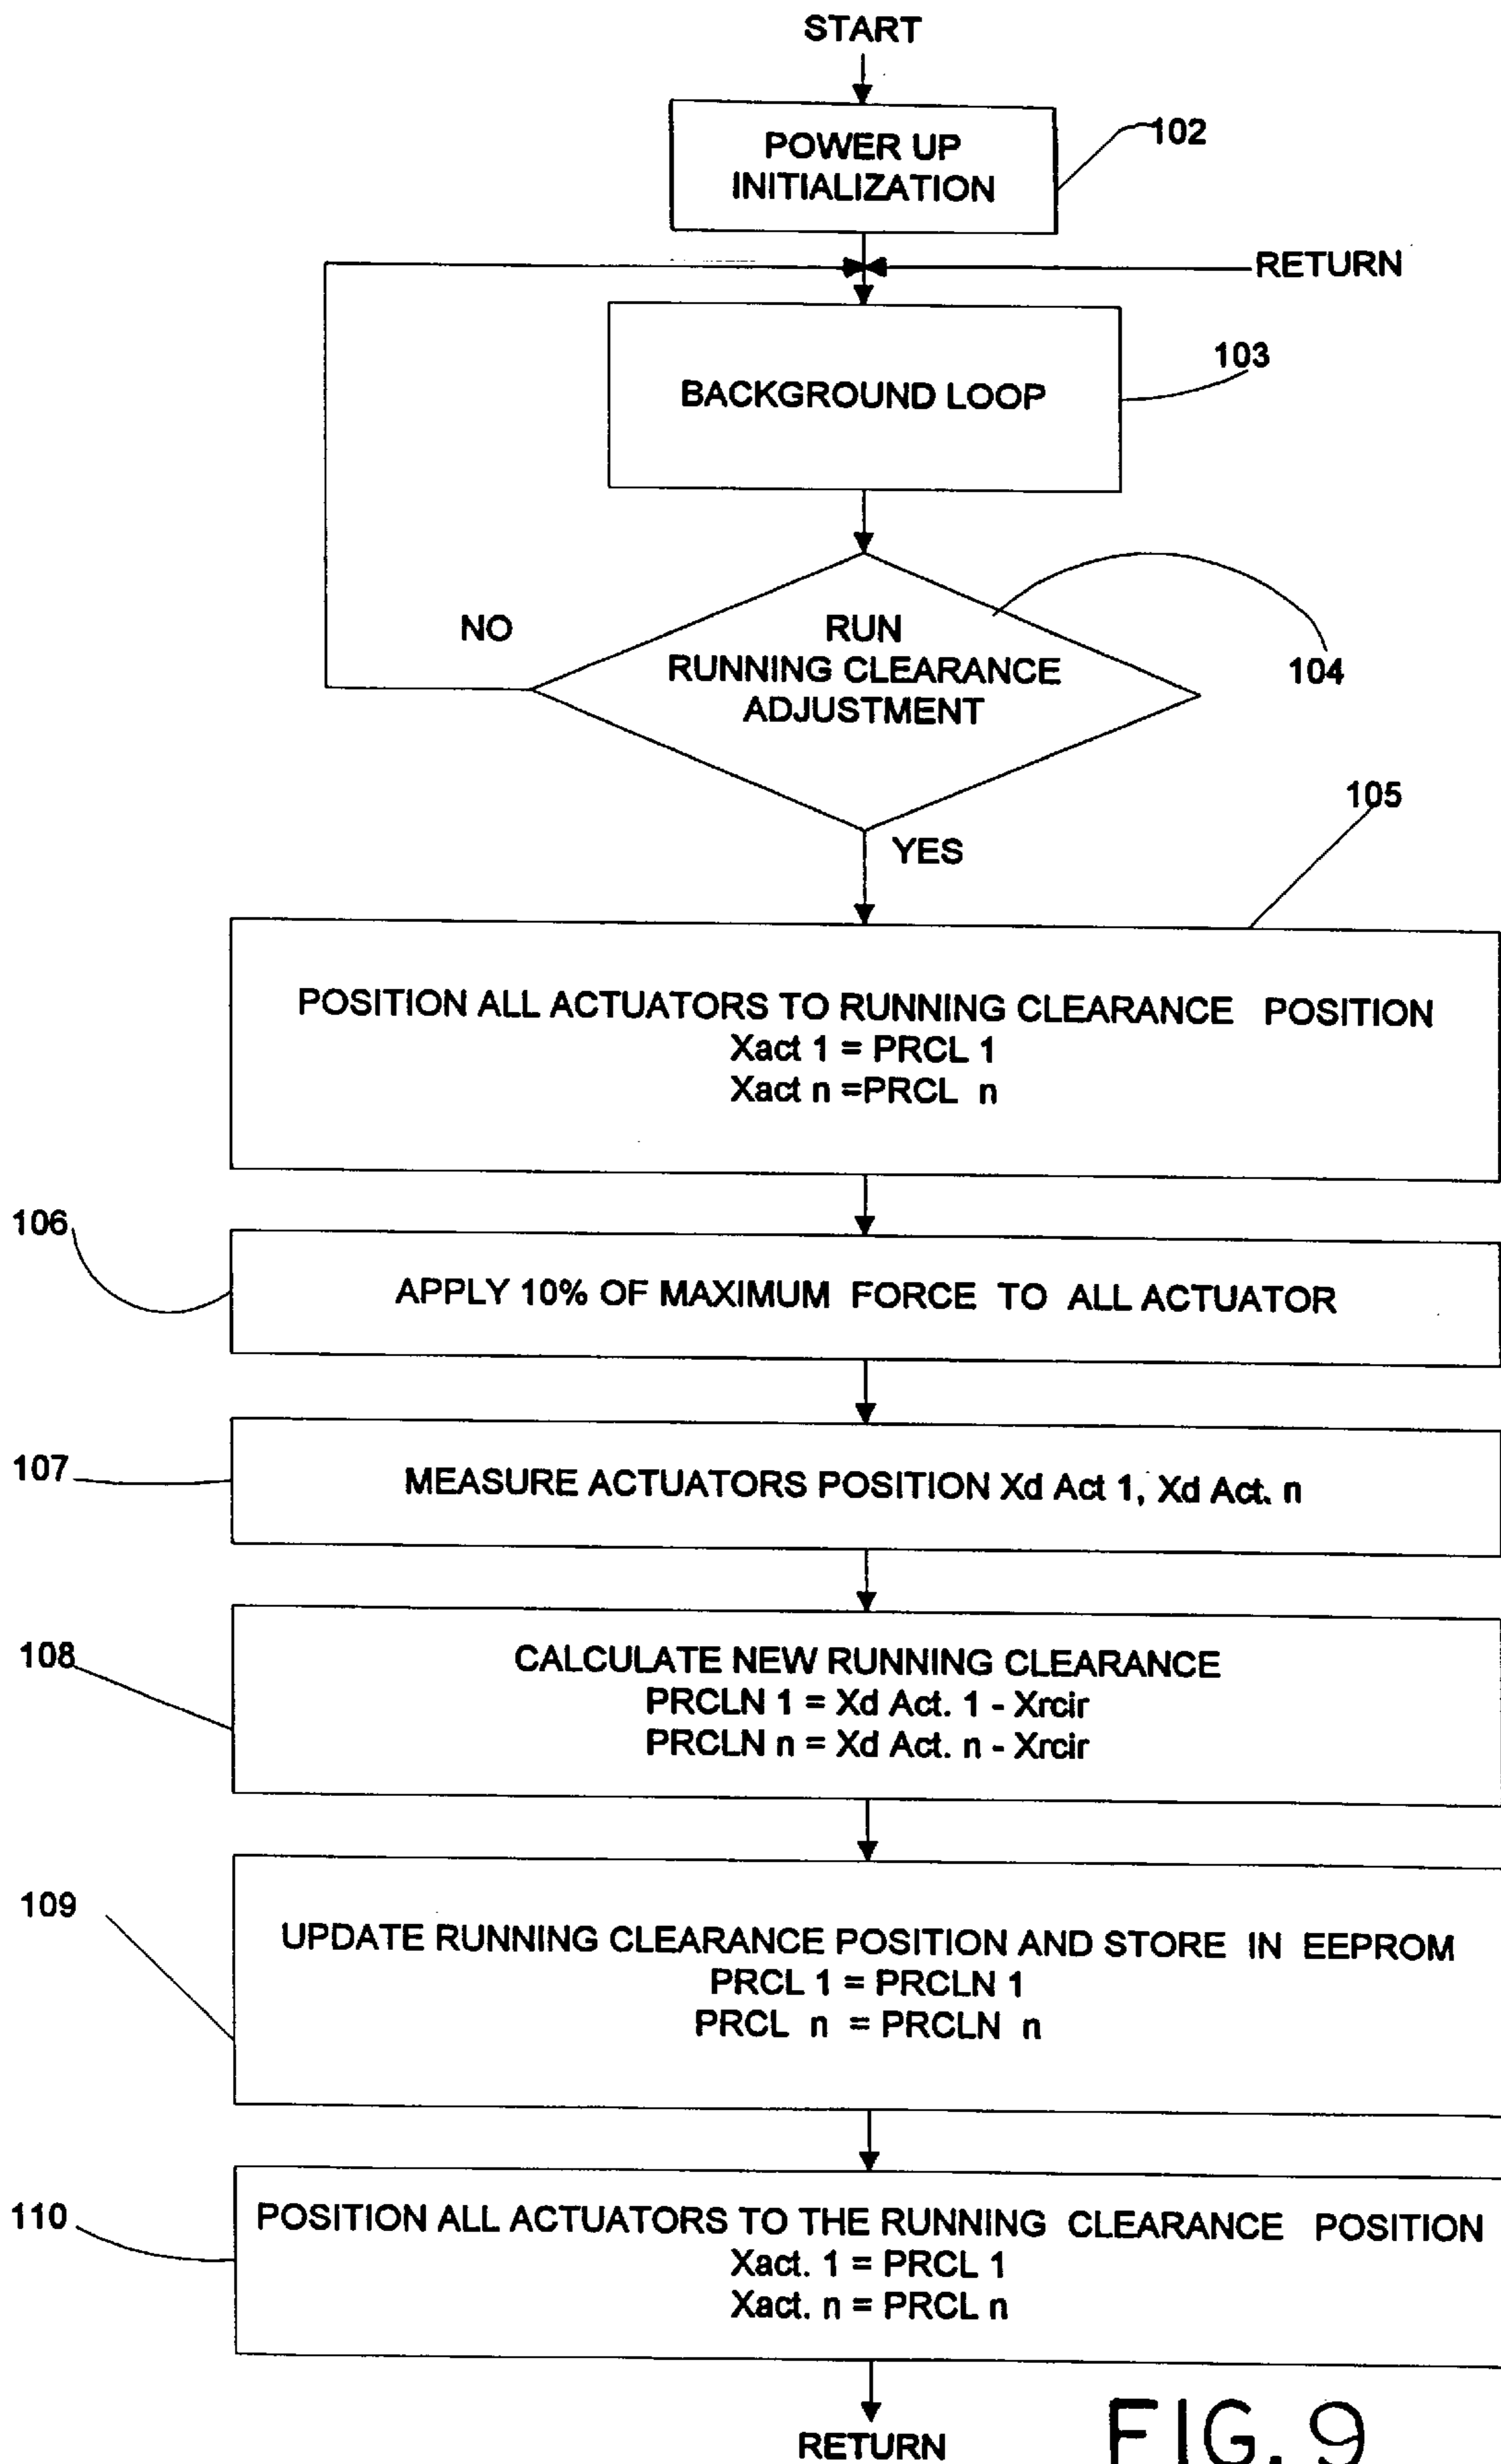 START
POWER UP
INITIALIZATION
102
RETURN
BACKGROUND LOOP
103
NO
RUN
RUNNING CLEARANCE
ADJUSTMENT
104
YES
105
POSITION ALL ACTUATORS TO RUNNING CLEARANCE POSITION
Xact 1 = PRCL 1
Xact n =PRCL n
106
APPLY 10% OF MAXIMUM FORCE TO ALL ACTUATOR
107
MEASURE ACTUATORS POSITION Xd Act 1, Xd Act. n
108
CALCULATE NEW RUNNING CLEARANCE
PRCLN 1 = Xd Act. 1 - Xrcir
PRCLN n = Xd Act. n - Xrcir
109
UPDATE RUNNING CLEARANCE POSITION AND STORE IN EEPROM
PRCL 1 = PRCLN 1
PRCL n = PRCLN n
110
POSITION ALL ACTUATORS TO THE RUNNING CLEARANCE POSITION
Xact. 1 = PRCL 1
Xact. n = PRCL n
RETURN
FIG. 9